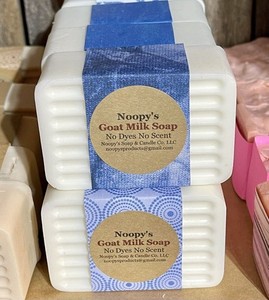 Noopy's
Goat Milk Soap
No Dyes No Scent
Noopy's Soap & Candle Co. LLC
noopysproducts@gmail.com
Noopy's
Goat Milk Soap
No Dyes No Scent
Noopy's Soap & Candle Co. LLC
noopysproducts@gmail.com